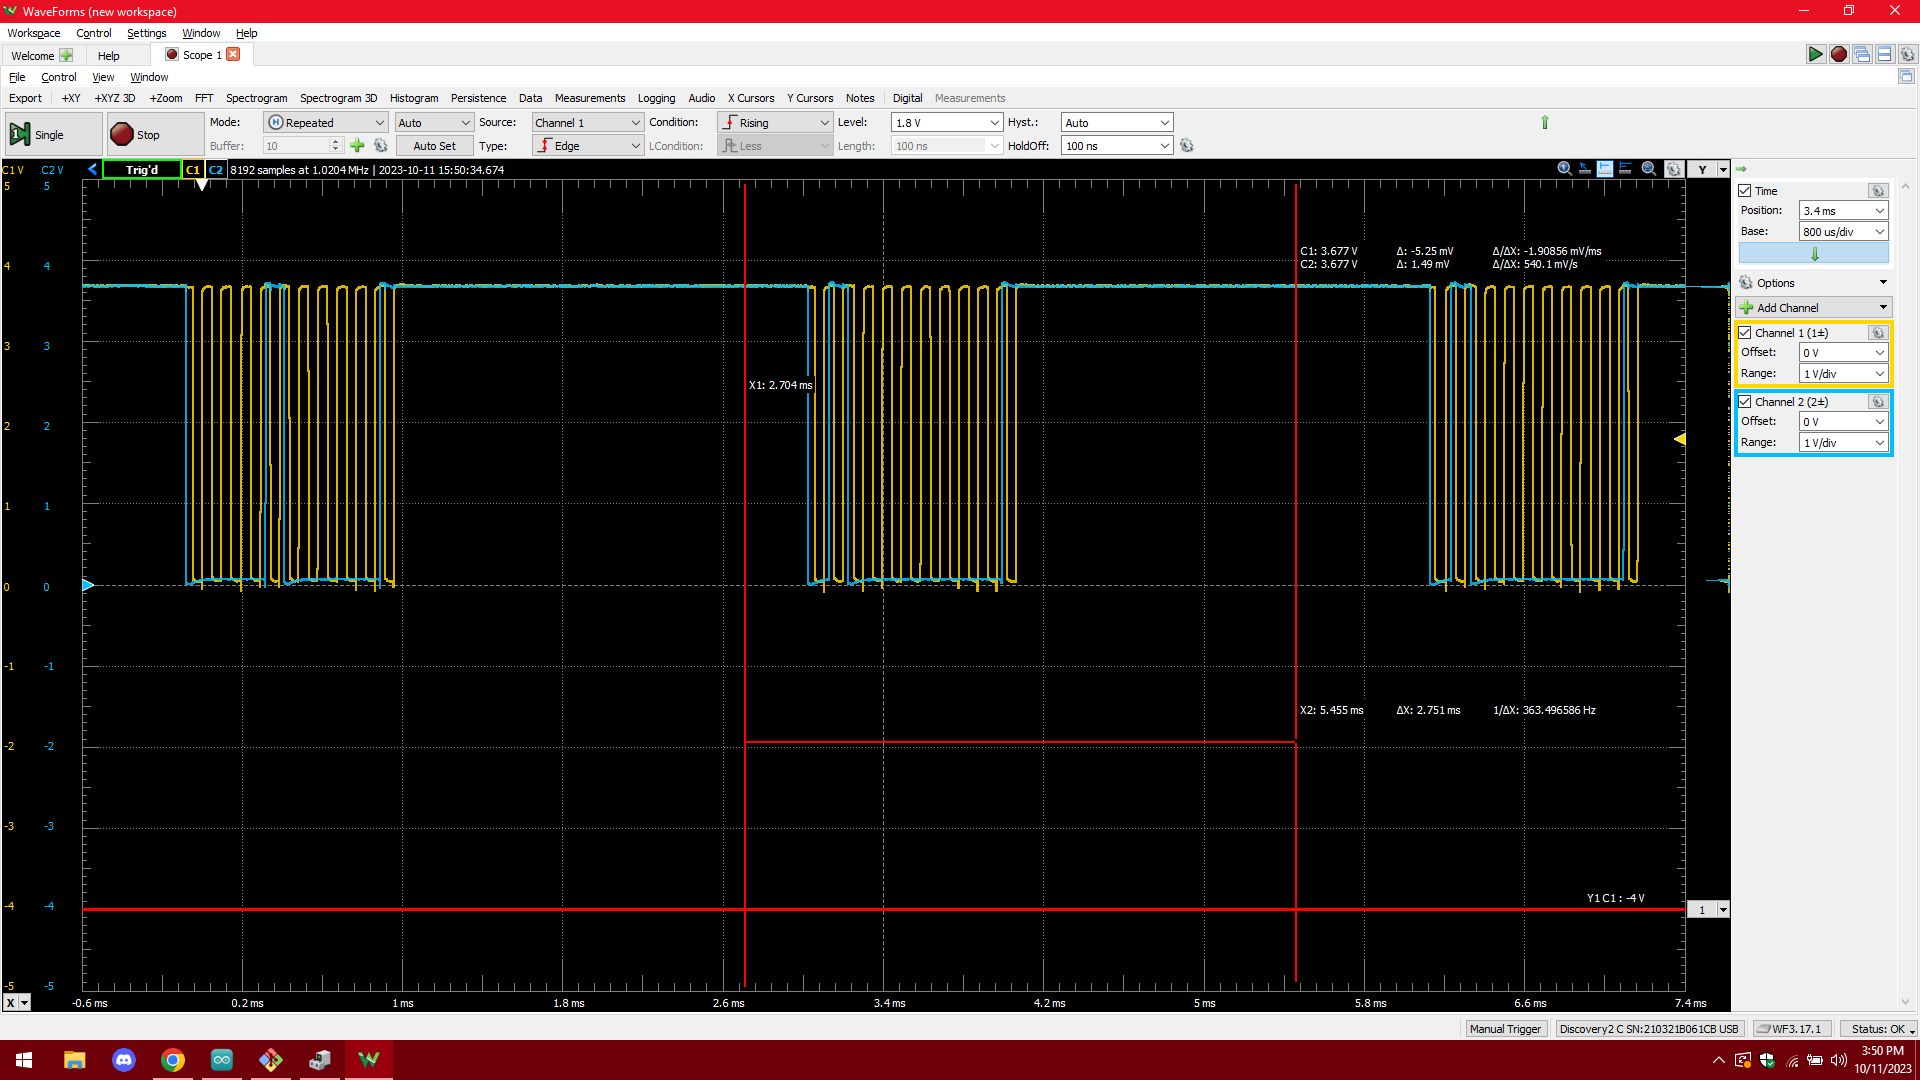 WaveForms (new workspace)
Workspace Control Settings Window Help
Welcome Help Scope 1
File Control View Window
Export +XY +XYZ 3D +Zoom FFT Spectrogram Spectrogram 3D Histogram Persistence Data Measurements Logging Audio X Cursors Y Cursors Notes Digital Measurements
Single Stop Mode: Repeated Auto Source: Channel 1 Condition: Rising Level: 1.8 V Hyst.: Auto
Buffer: 10 Auto Set Type: Edge LCondition: Less Length: 100 ns HoldOff: 100 ns
C1 V C2 V Trig'd C1 C2 8192 samples at 1.0204 MHz | 2023-10-11 15:50:34.674 Y
5 5
4 4
3 3
2 2
1 1
0 0
-1 -1
-2 -2
-3 -3
-4 -4
-5 -5
C1: 3.677 V Δ: -5.25 mV Δ/ΔX: -1.90856 mV/ms
C2: 3.677 V Δ: 1.49 mV Δ/ΔX: 540.1 mV/s
X1: 2.704 ms
X2: 5.455 ms ΔX: 2.751 ms 1/ΔX: 363.496586 Hz
Y1 C1 : -4 V
1
X -0.6 ms 0.2 ms 1 ms 1.8 ms 2.6 ms 3.4 ms 4.2 ms 5 ms 5.8 ms 6.6 ms 7.4 ms
Time
Position: 3.4 ms
Base: 800 us/div
Options
Add Channel
Channel 1 (1±)
Offset: 0 V
Range: 1 V/div
Channel 2 (2±)
Offset: 0 V
Range: 1 V/div
Manual Trigger Discovery2 C SN:210321B061CB USB WF3.17.1 Status: OK
3:50 PM
10/11/2023